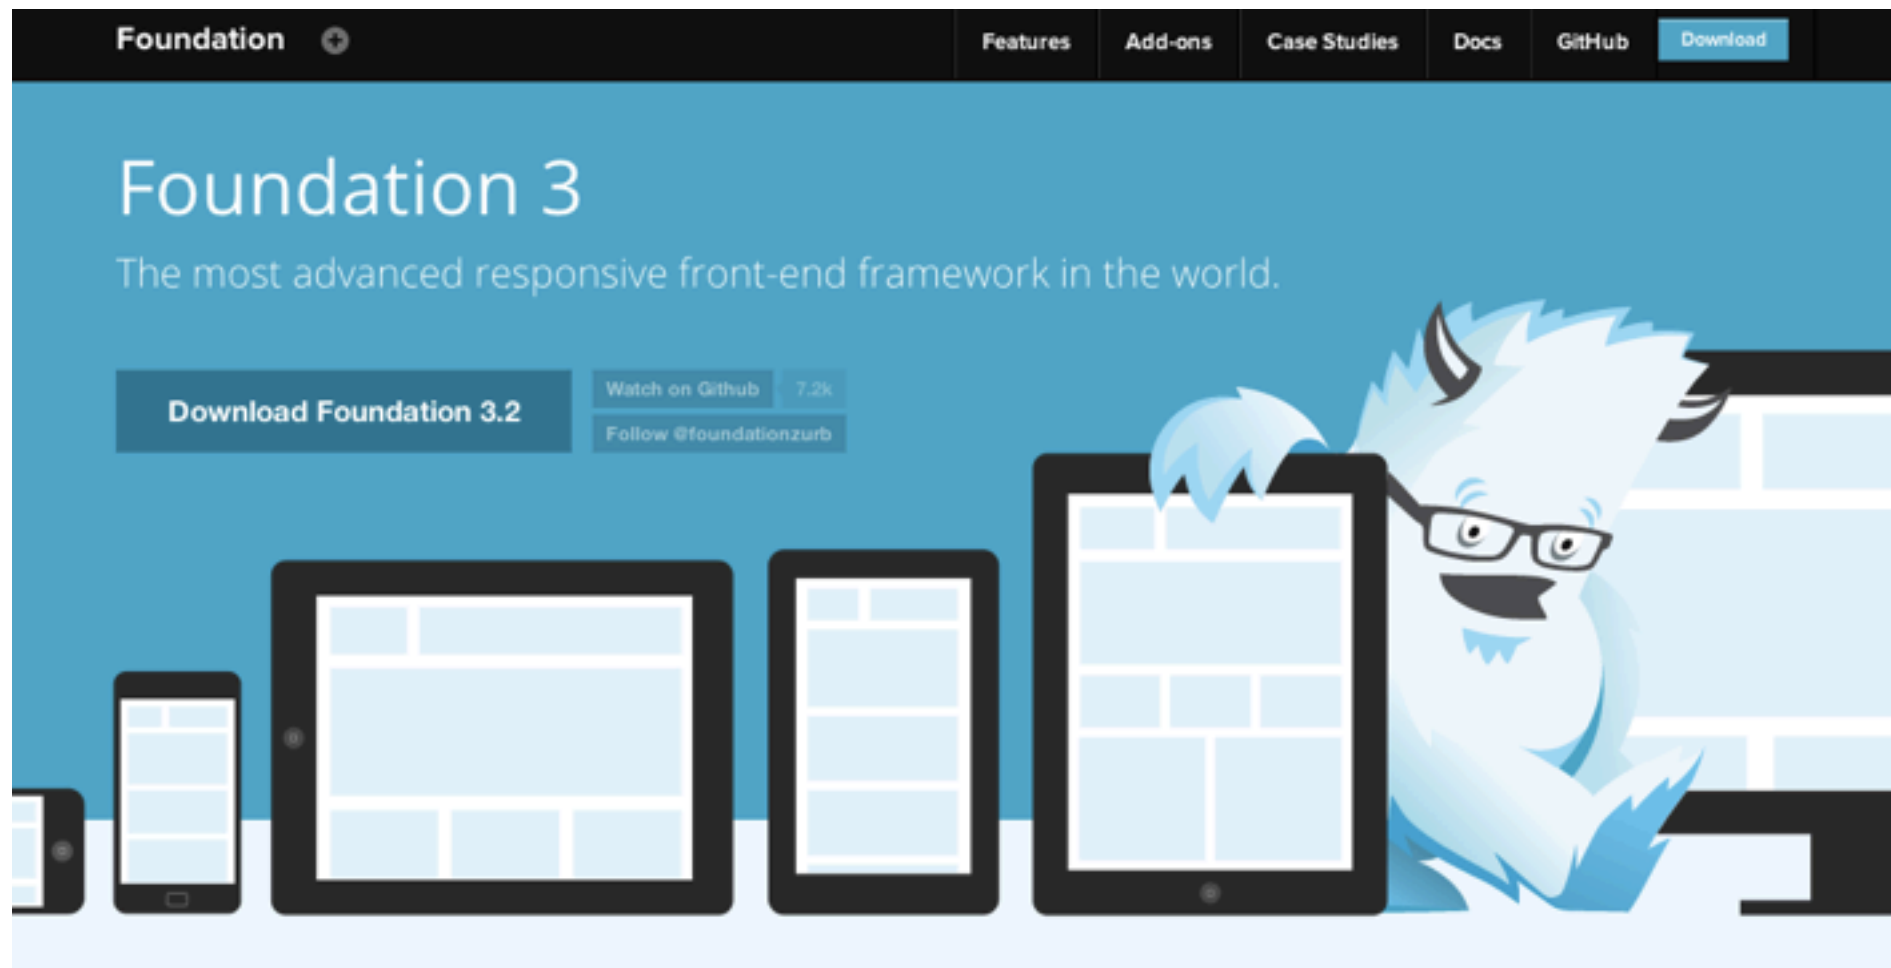 Foundation
Features Add-ons Case Studies Docs GitHub Download
Foundation 3
The most advanced responsive front-end framework in the world.
Download Foundation 3.2
Watch on Github 7.2k
Follow @foundationzurb